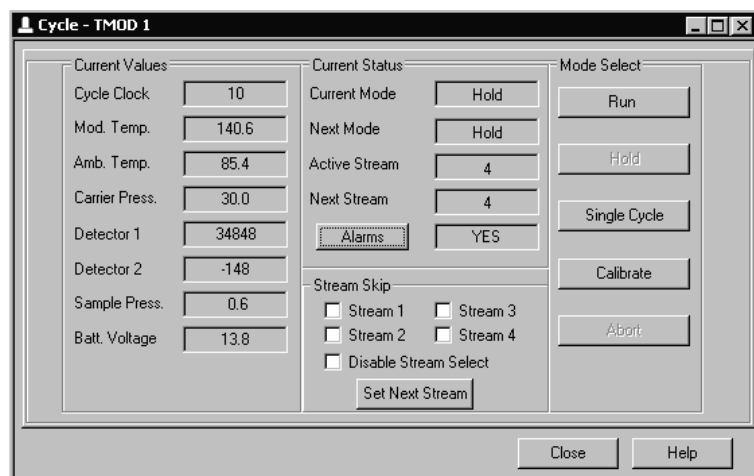 Cycle - TMOD 1
Current Values
Cycle Clock 10
Mod. Temp. 140.6
Amb. Temp. 85.4
Carrier Press. 30.0
Detector 1 34848
Detector 2 -148
Sample Press. 0.6
Batt. Voltage 13.8
Current Status
Current Mode Hold
Next Mode Hold
Active Stream 4
Next Stream 4
Alarms YES
Stream Skip
Stream 1 Stream 3
Stream 2 Stream 4
Disable Stream Select
Set Next Stream
Mode Select
Run
Hold
Single Cycle
Calibrate
Abort
Close Help